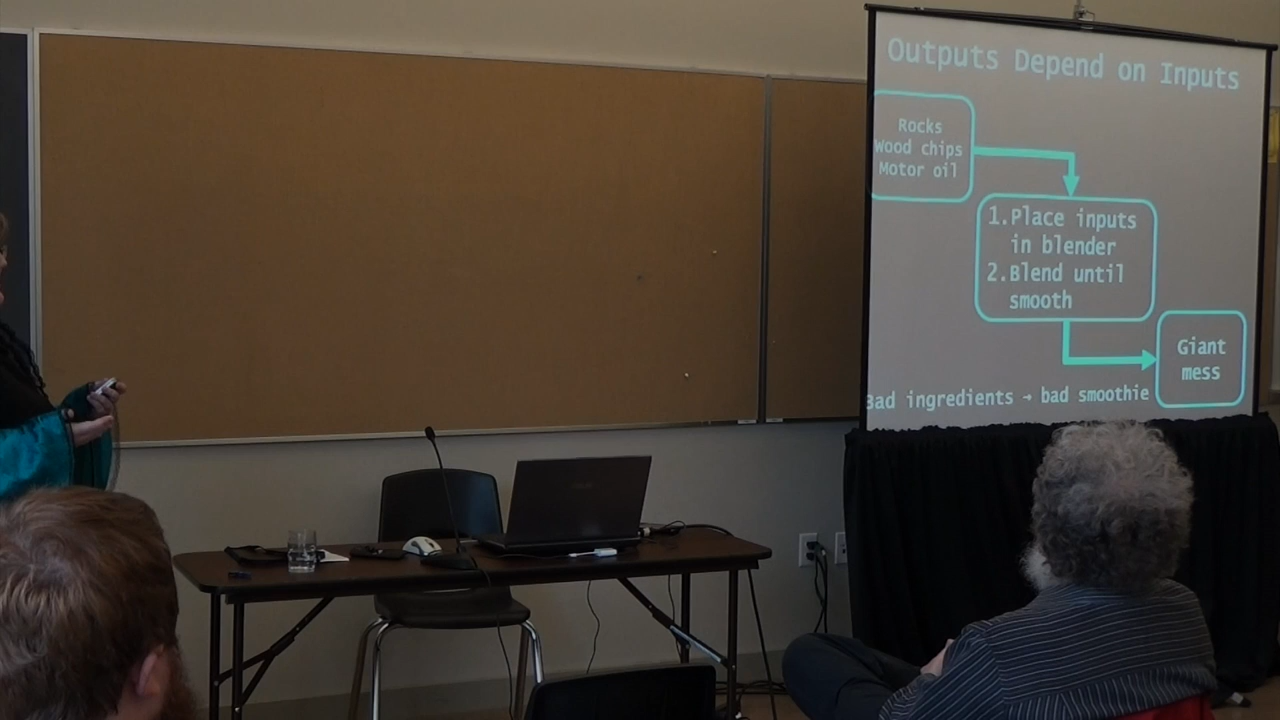 Outputs Depend on Inputs
Rocks
Wood chips
Motor oil
1.Place inputs
in blender
2.Blend until
smooth
Giant
mess
Bad ingredients → bad smoothie